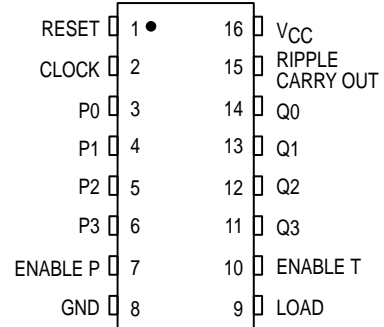 RESET 1 16 VCC
CLOCK 2 15 RIPPLE CARRY OUT
P0 3 14 Q0
P1 4 13 Q1
P2 5 12 Q2
P3 6 11 Q3
ENABLE P 7 10 ENABLE T
GND 8 9 LOAD